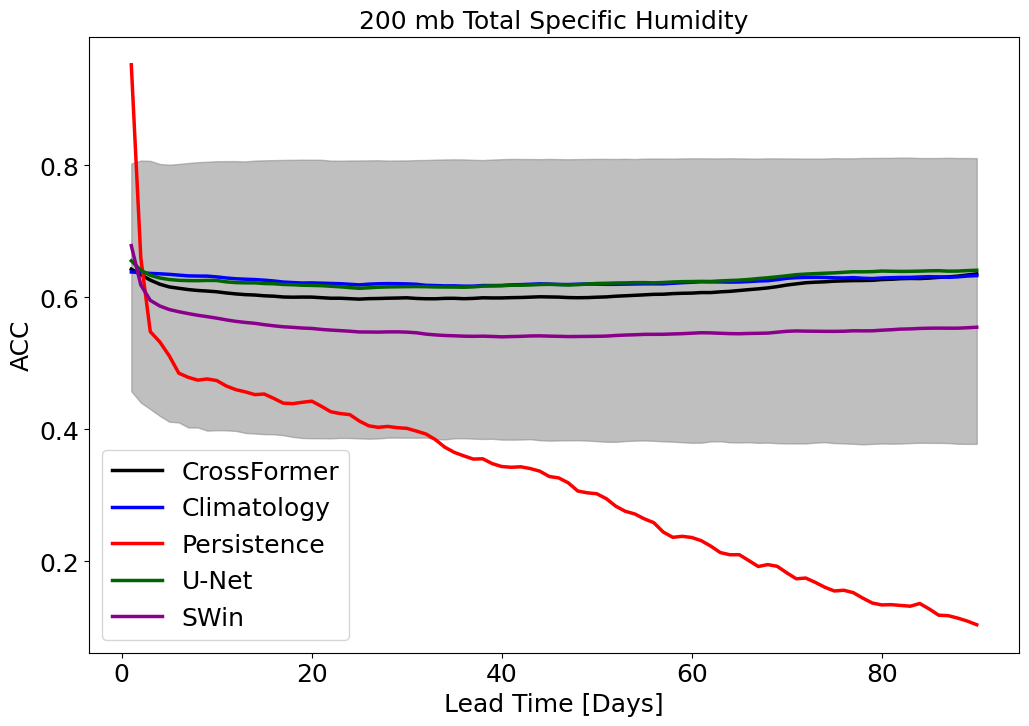 200 mb Total Specific Humidity
ACC
0.8
0.6
0.4
0.2
CrossFormer
Climatology
Persistence
U-Net
SWin
0 20 40 60 80
Lead Time [Days]